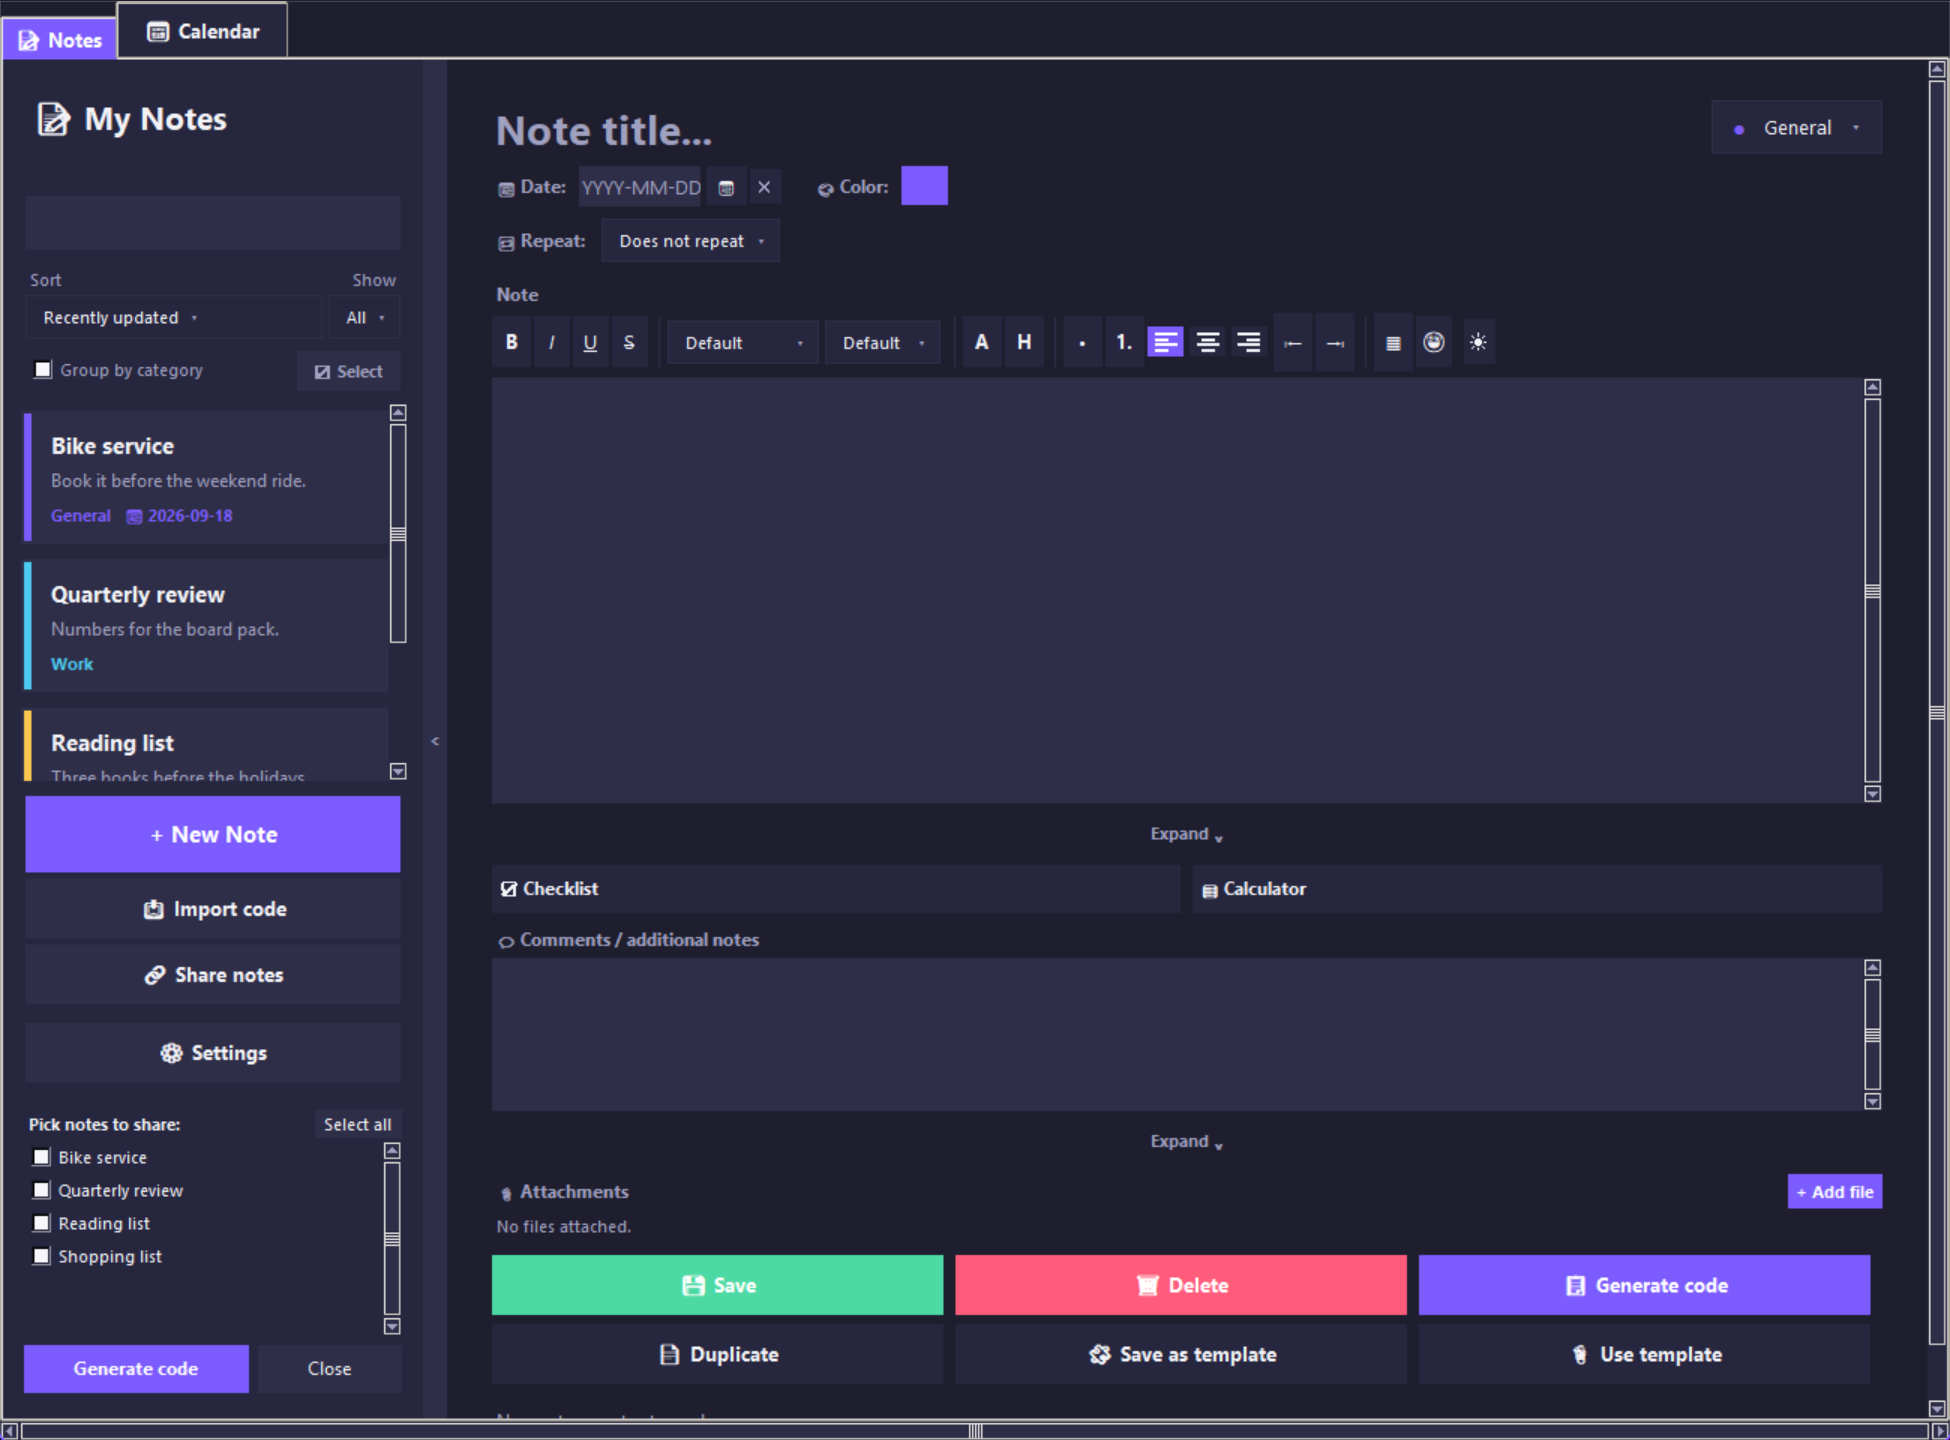 Notes
Calendar
My Notes
Sort
Show
Recently updated
All
Group by category
Select
Bike service
Book it before the weekend ride.
General 2026-09-18
Quarterly review
Numbers for the board pack.
Work
Reading list
Three books before the holidays
+ New Note
Import code
Share notes
Settings
Pick notes to share:
Select all
Bike service
Quarterly review
Reading list
Shopping list
Generate code
Close
<
Note title...
General
Date: YYYY-MM-DD
Color:
Repeat: Does not repeat
Note
B I U S Default Default A H • 1.
Expand
Checklist
Calculator
Comments / additional notes
Expand
Attachments
+ Add file
No files attached.
Save
Delete
Generate code
Duplicate
Save as template
Use template